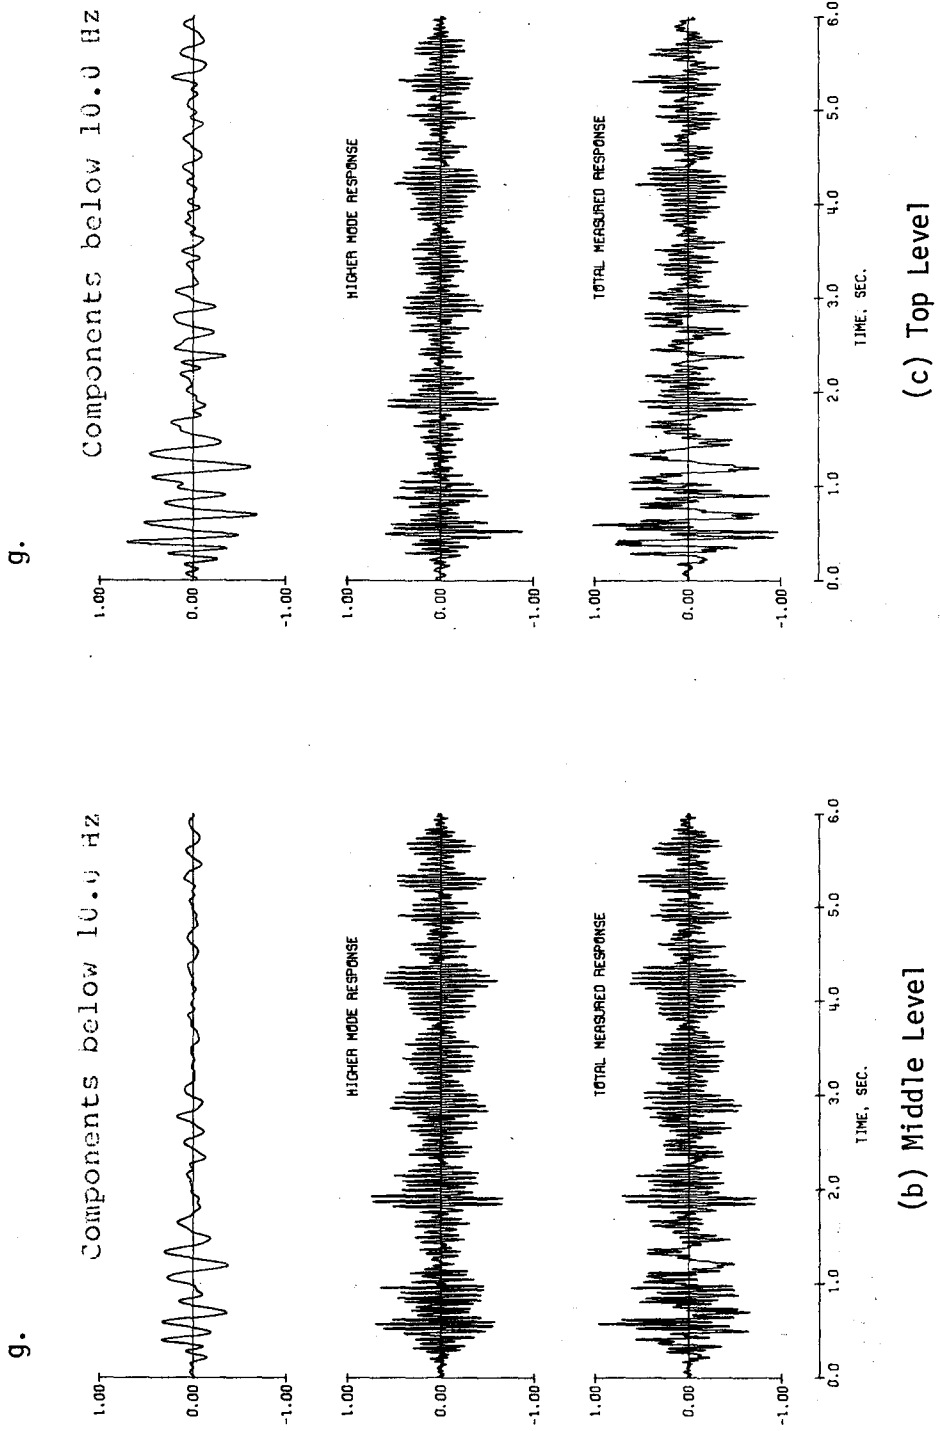 g.
Components below 10.0 Hz
1.00
0.00
-1.00
HIGHER MODE RESPONSE
1.00
0.00
-1.00
TOTAL MEASURED RESPONSE
1.00
0.00
-1.00
0.0 1.0 2.0 3.0 4.0 5.0 6.0
TIME, SEC.
(b) Middle Level
g.
Components below 10.0 Hz
1.00
0.00
-1.00
HIGHER MODE RESPONSE
1.00
0.00
-1.00
TOTAL MEASURED RESPONSE
1.00
0.00
-1.00
0.0 1.0 2.0 3.0 4.0 5.0 6.0
TIME, SEC.
(c) Top Level